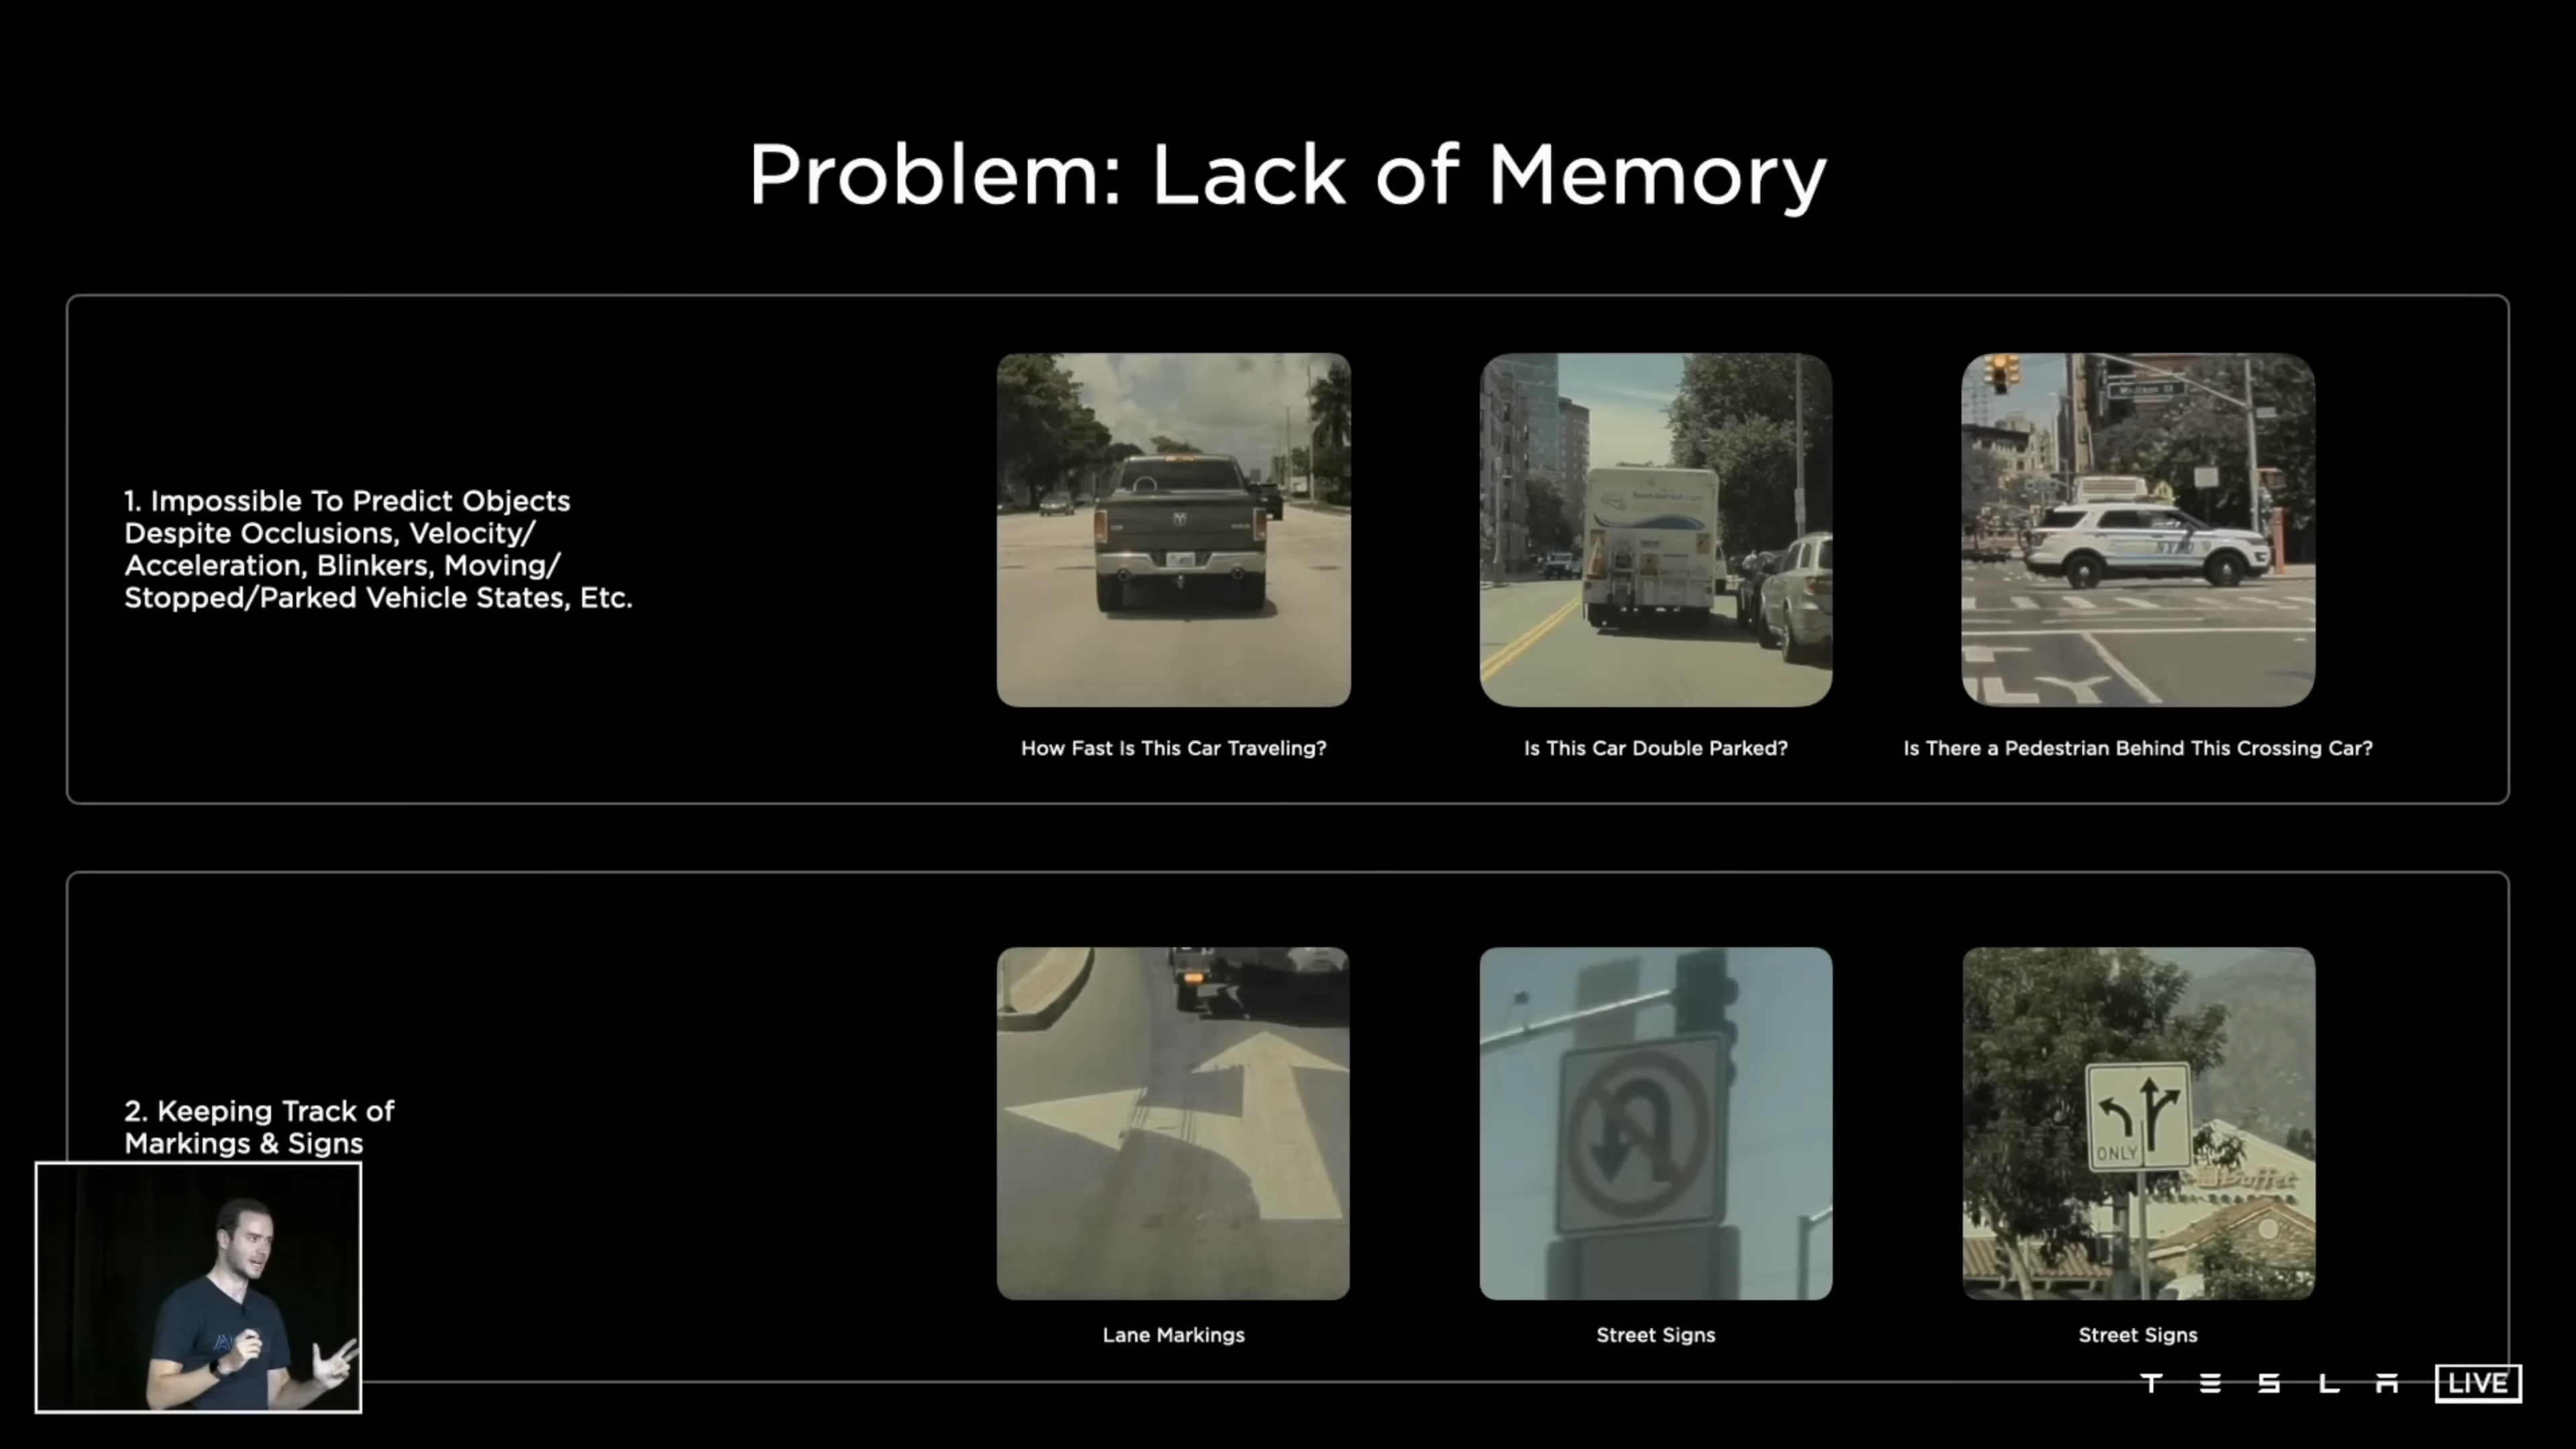 Problem: Lack of Memory
1. Impossible To Predict Objects
Despite Occlusions, Velocity/
Acceleration, Blinkers, Moving/
Stopped/Parked Vehicle States, Etc.
NYPD
How Fast Is This Car Traveling?
Is This Car Double Parked?
Is There a Pedestrian Behind This Crossing Car?
2. Keeping Track of
Markings & Signs
ONLY
Buffet
Lane Markings
Street Signs
Street Signs
TESLA LIVE